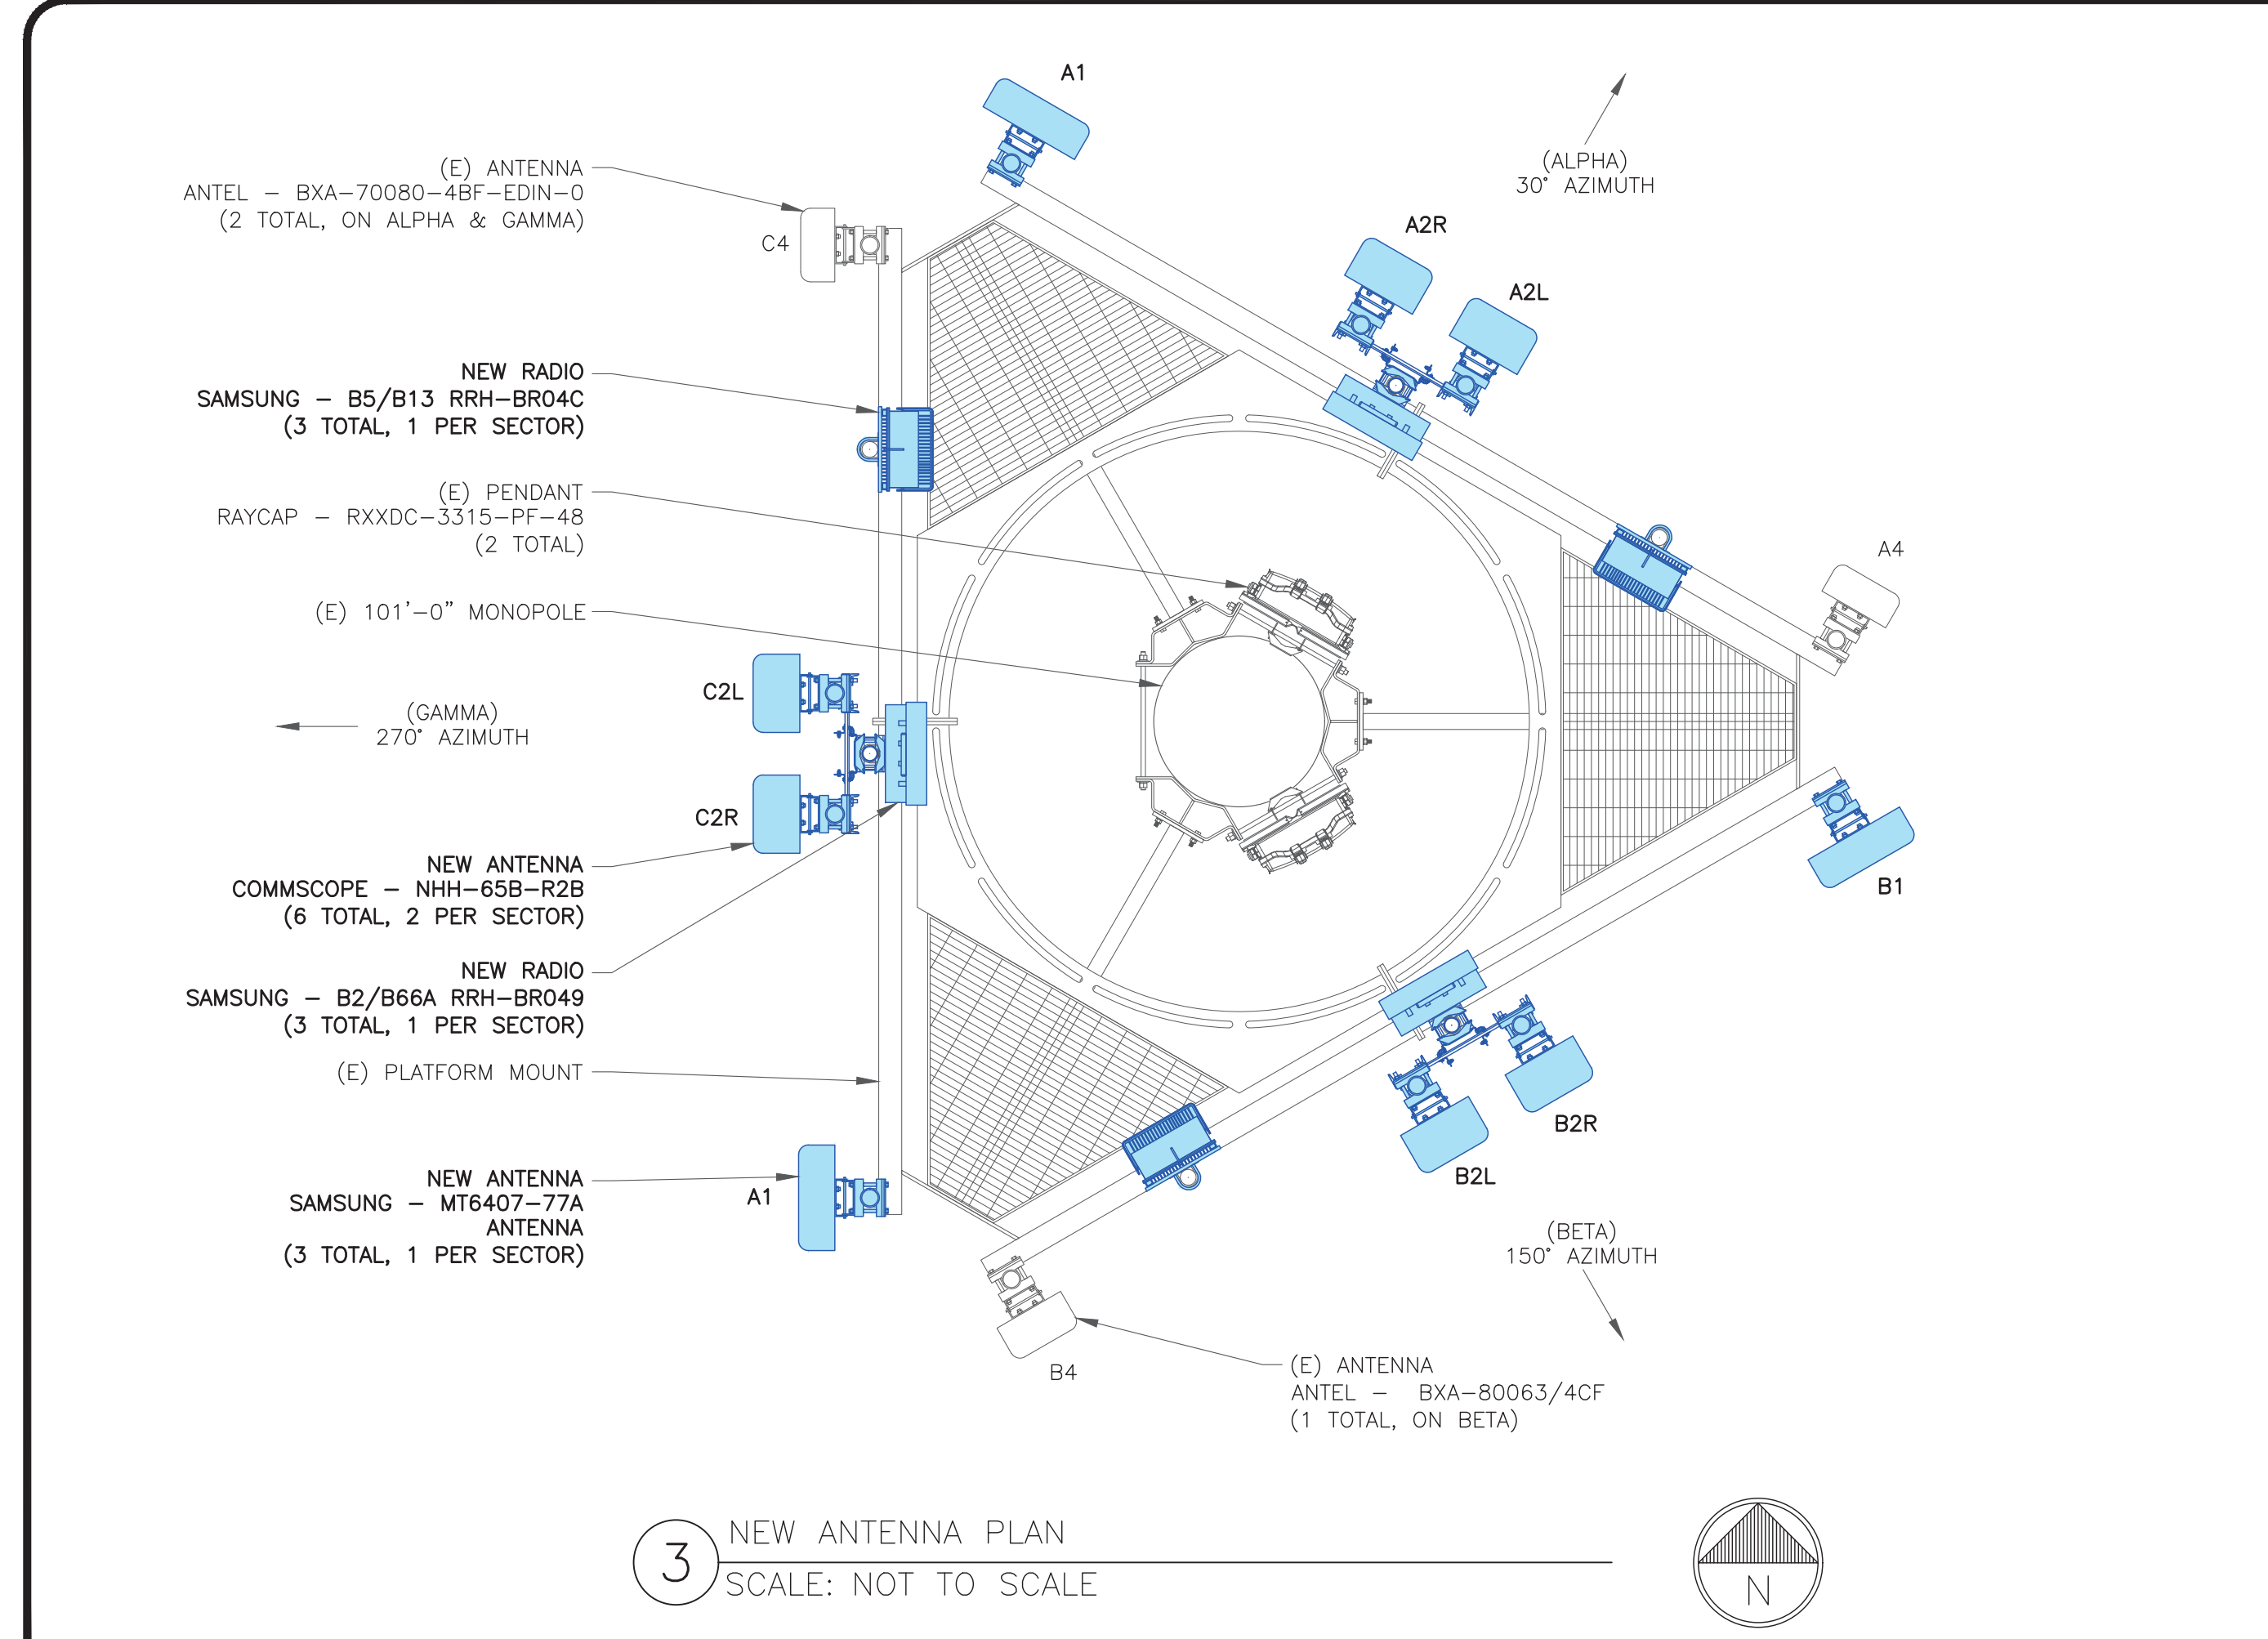 A1
(ALPHA)
30° AZIMUTH
(E) ANTENNA
ANTEL - BXA-70080-4BF-EDIN-0
(2 TOTAL, ON ALPHA & GAMMA)
C4
A2R
A2L
NEW RADIO
SAMSUNG - B5/B13 RRH-BR04C
(3 TOTAL, 1 PER SECTOR)
(E) PENDANT
RAYCAP - RXXDC-3315-PF-48
(2 TOTAL)
A4
(E) 101'-0" MONOPOLE
C2L
(GAMMA)
270° AZIMUTH
C2R
NEW ANTENNA
COMMSCOPE - NHH-65B-R2B
(6 TOTAL, 2 PER SECTOR)
B1
NEW RADIO
SAMSUNG - B2/B66A RRH-BR049
(3 TOTAL, 1 PER SECTOR)
(E) PLATFORM MOUNT
B2R
B2L
NEW ANTENNA
SAMSUNG - MT6407-77A
ANTENNA
(3 TOTAL, 1 PER SECTOR)
A1
(BETA)
150° AZIMUTH
B4
(E) ANTENNA
ANTEL - BXA-80063/4CF
(1 TOTAL, ON BETA)
3
NEW ANTENNA PLAN
SCALE: NOT TO SCALE
N